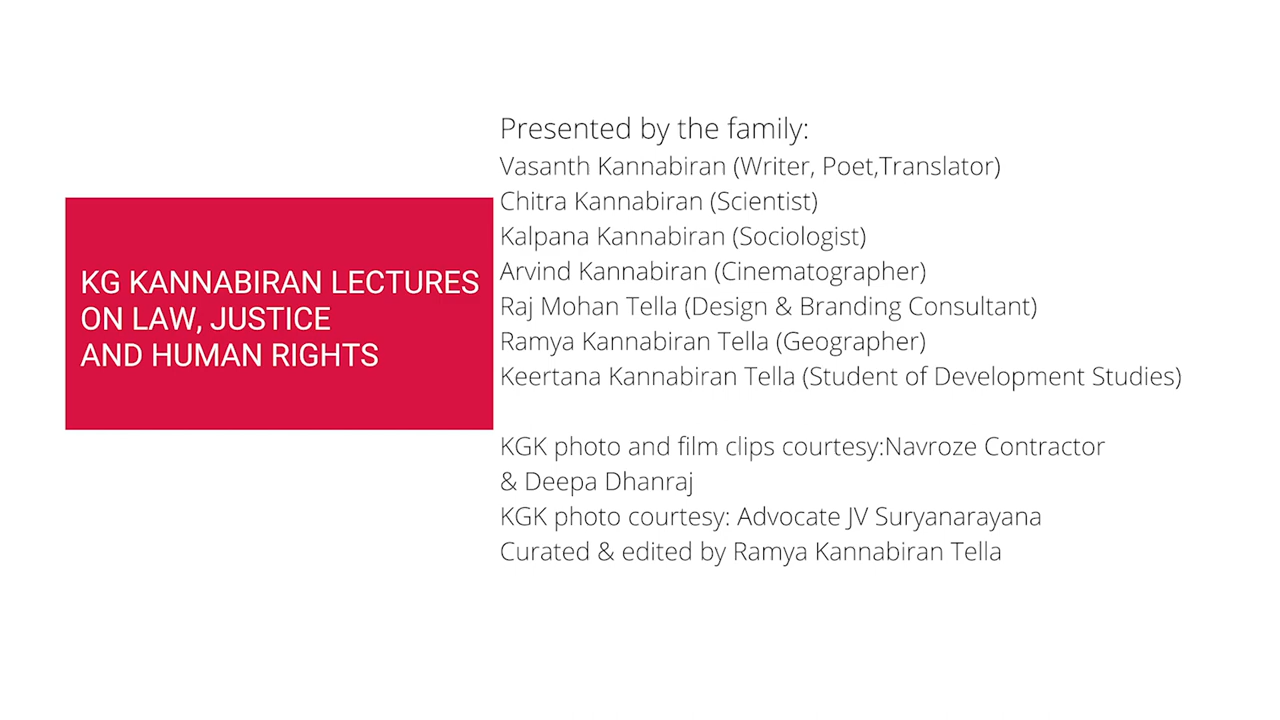 KG KANNABIRAN LECTURES
ON LAW, JUSTICE
AND HUMAN RIGHTS
Presented by the family:
Vasanth Kannabiran (Writer, Poet,Translator)
Chitra Kannabiran (Scientist)
Kalpana Kannabiran (Sociologist)
Arvind Kannabiran (Cinematographer)
Raj Mohan Tella (Design & Branding Consultant)
Ramya Kannabiran Tella (Geographer)
Keertana Kannabiran Tella (Student of Development Studies)
KGK photo and film clips courtesy:Navroze Contractor
& Deepa Dhanraj
KGK photo courtesy: Advocate JV Suryanarayana
Curated & edited by Ramya Kannabiran Tella